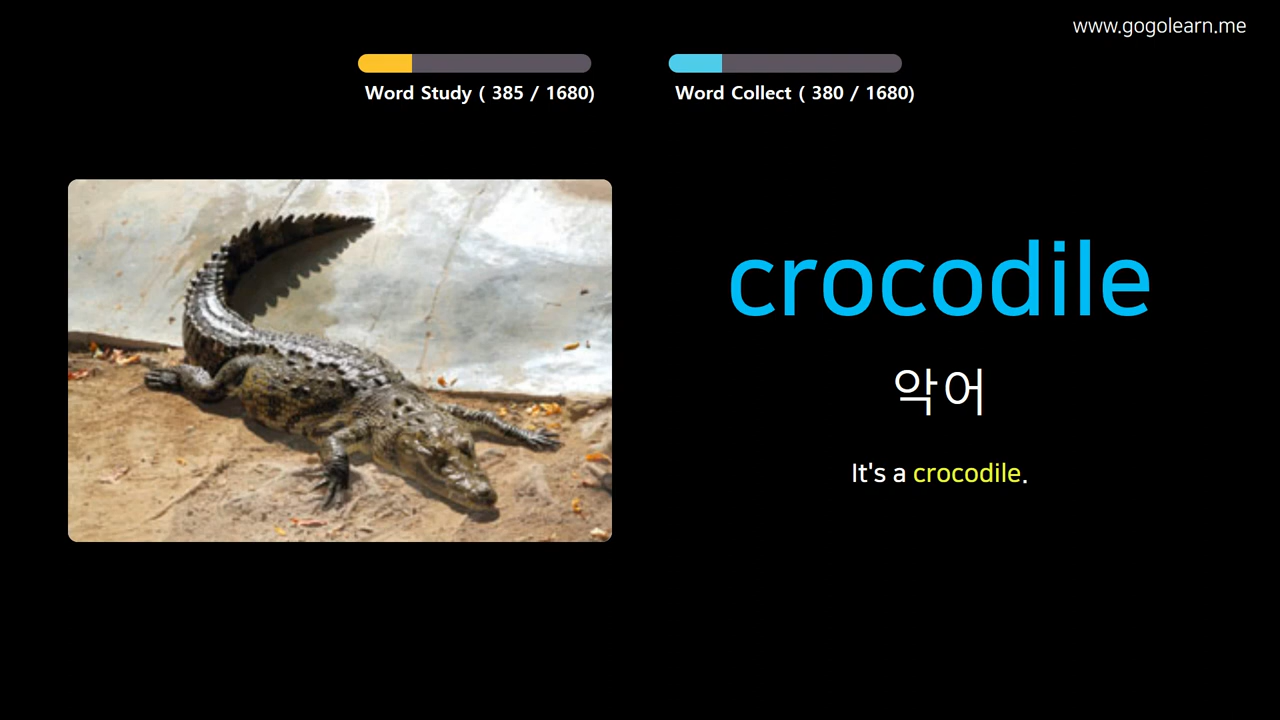 www.gogolearn.me
Word Study ( 385 / 1680)
Word Collect ( 380 / 1680)
crocodile
악어
It's a crocodile.